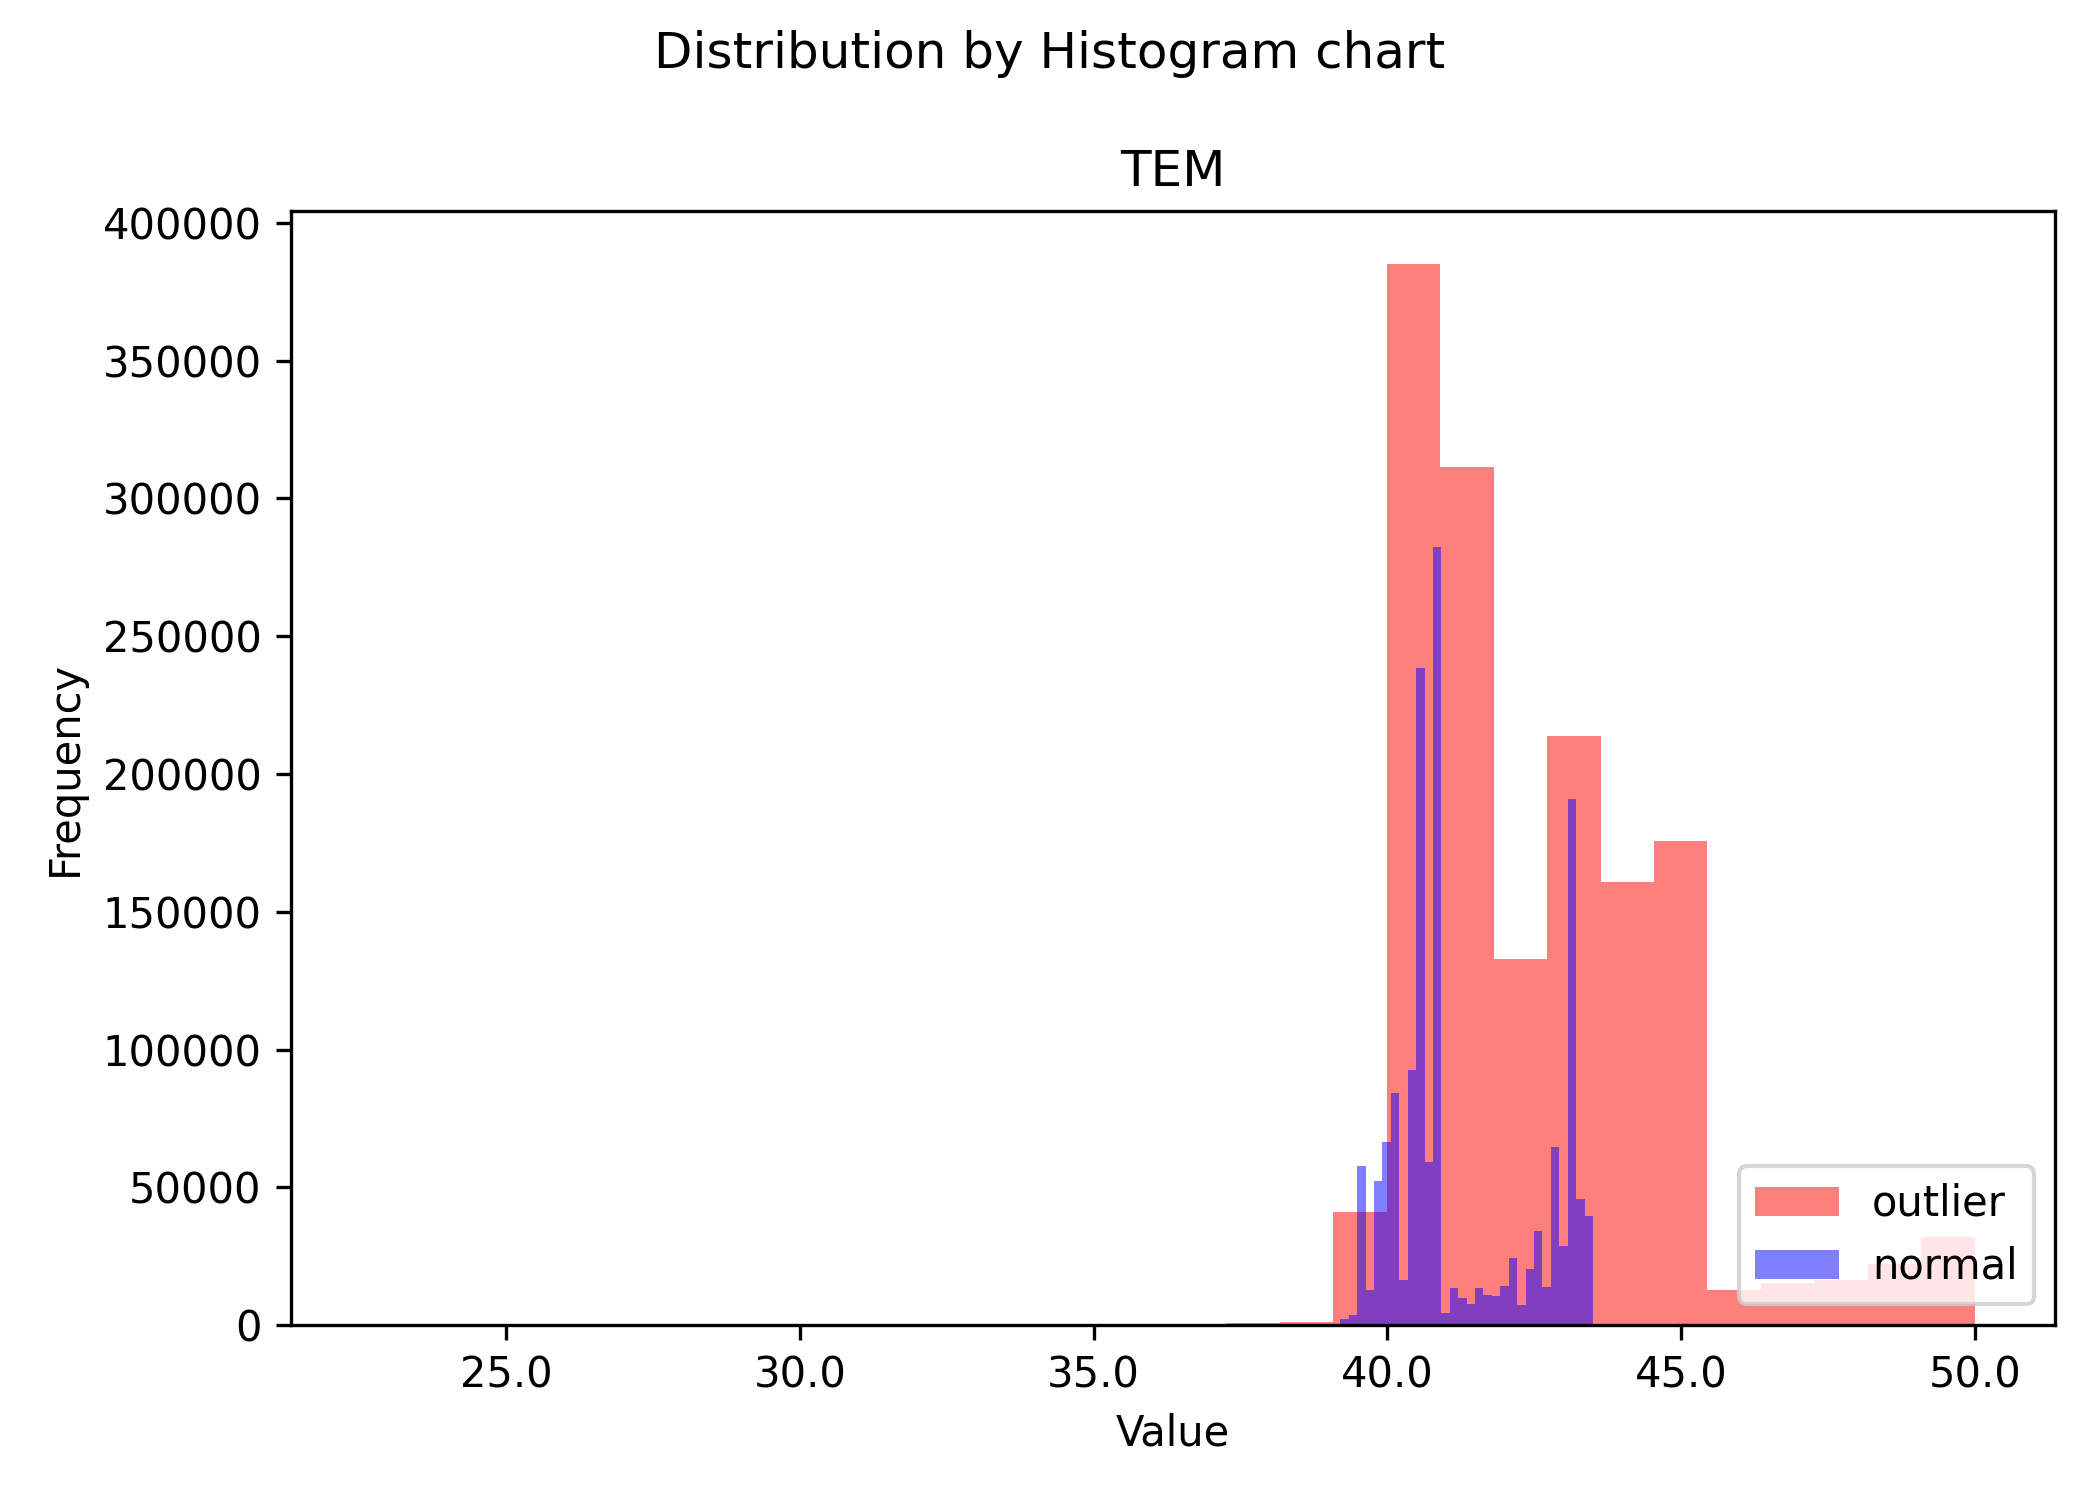 Distribution by Histogram chart
TEM
400000
350000
300000
250000
200000
150000
100000
50000
0
Frequency
25.0 30.0 35.0 40.0 45.0 50.0
Value
outlier
normal